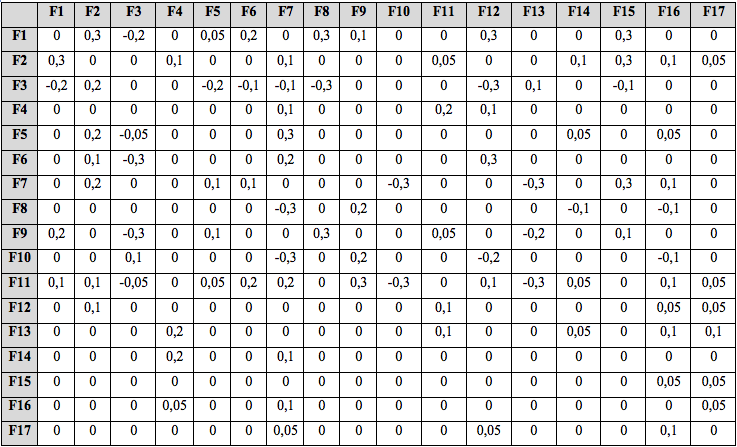 F1 F2 F3 F4 F5 F6 F7 F8 F9 F10 F11 F12 F13 F14 F15 F16 F17
F1 0 0,3 -0,2 0 0,05 0,2 0 0,3 0,1 0 0 0,3 0 0 0,3 0 0
F2 0,3 0 0 0,1 0 0 0,1 0 0 0 0,05 0 0 0,1 0,3 0,1 0,05
F3 -0,2 0,2 0 0 -0,2 -0,1 -0,1 -0,3 0 0 0 -0,3 0,1 0 -0,1 0 0
F4 0 0 0 0 0 0 0,1 0 0 0 0,2 0,1 0 0 0 0 0
F5 0 0,2 -0,05 0 0 0 0,3 0 0 0 0 0 0 0,05 0 0,05 0
F6 0 0,1 -0,3 0 0 0 0,2 0 0 0 0 0,3 0 0 0 0 0
F7 0 0,2 0 0 0,1 0,1 0 0 0 -0,3 0 0 -0,3 0 0,3 0,1 0
F8 0 0 0 0 0 0 -0,3 0 0,2 0 0 0 0 -0,1 0 -0,1 0
F9 0,2 0 -0,3 0 0,1 0 0 0,3 0 0 0,05 0 -0,2 0 0,1 0 0
F10 0 0 0,1 0 0 0 -0,3 0 0,2 0 0 -0,2 0 0 0 -0,1 0
F11 0,1 0,1 -0,05 0 0,05 0,2 0,2 0 0,3 -0,3 0 0,1 -0,3 0,05 0 0,1 0,05
F12 0 0,1 0 0 0 0 0 0 0 0 0,1 0 0 0 0 0,05 0,05
F13 0 0 0 0,2 0 0 0 0 0 0 0,1 0 0 0,05 0 0,1 0,1
F14 0 0 0 0,2 0 0 0,1 0 0 0 0 0 0 0 0 0 0
F15 0 0 0 0 0 0 0 0 0 0 0 0 0 0 0 0,05 0,05
F16 0 0 0 0,05 0 0 0,1 0 0 0 0 0 0 0 0 0 0,05
F17 0 0 0 0 0 0 0,05 0 0 0 0 0,05 0 0 0 0,1 0